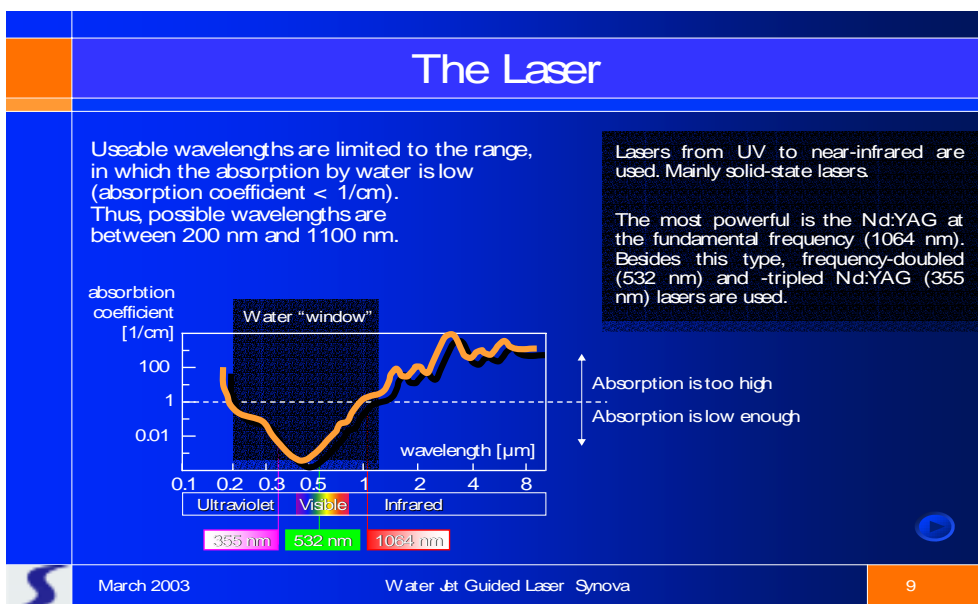 The Laser
Useable wavelengths are limited to the range,
in which the absorption by water is low
(absorption coefficient < 1/cm).
Thus, possible wavelengths are
between 200 nm and 1100 nm.
Lasers from UV to near-infrared are
used. Mainly solid-state lasers.
The most powerful is the Nd:YAG at
the fundamental frequency (1064 nm).
Besides this type, frequency-doubled
(532 nm) and -tripled Nd:YAG (355
nm) lasers are used.
absorbtion
coefficient
[1/cm]
Water “window”
100
1
0.01
wavelength [µm]
0.1 0.2 0.3 0.5 1 2 4 8
Ultraviolet Visible Infrared
355 nm 532 nm 1064 nm
Absorption is too high
Absorption is low enough
March 2003 Water Jet Guided Laser Synova 9